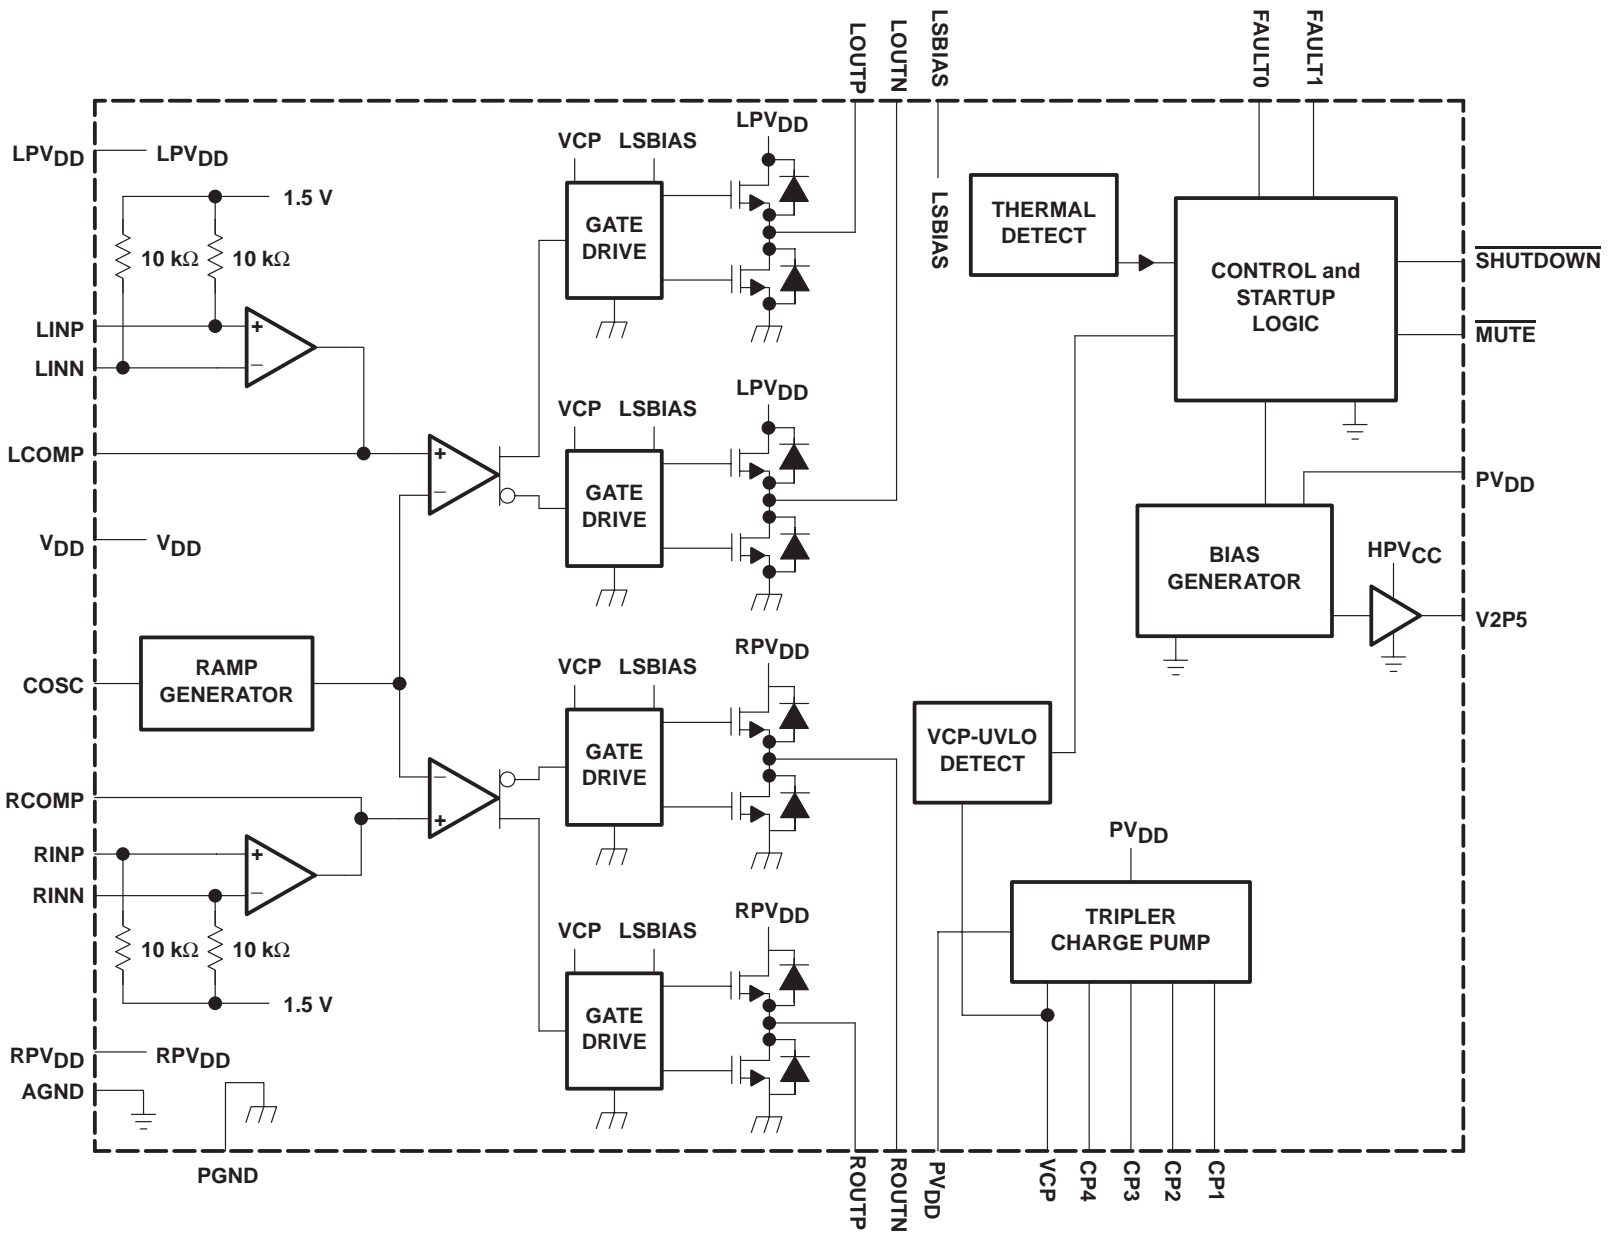 LOUTP
LOUTN
LSBIAS
FAULT0
FAULT1
LPVDD
LPVDD
1.5 V
10 kΩ
10 kΩ
LINP
LINN
+
–
LCOMP
+
–
VDD
VDD
COSC
RAMP
GENERATOR
RCOMP
–
+
RINP
RINN
+
–
10 kΩ
10 kΩ
1.5 V
RPVDD
RPVDD
AGND
PGND
VCP
LSBIAS
GATE
DRIVE
LPVDD
VCP
LSBIAS
GATE
DRIVE
LPVDD
VCP
LSBIAS
GATE
DRIVE
RPVDD
VCP
LSBIAS
GATE
DRIVE
RPVDD
LSBIAS
THERMAL
DETECT
CONTROL and
STARTUP
LOGIC
SHUTDOWN
MUTE
PVDD
BIAS
GENERATOR
HPVCC
V2P5
VCP-UVLO
DETECT
PVDD
TRIPLER
CHARGE PUMP
ROUTP
ROUTN
PVDD
VCP
CP4
CP3
CP2
CP1